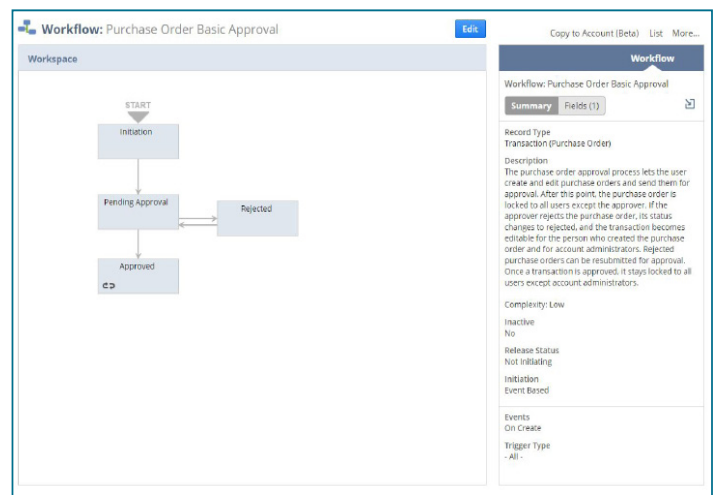 Workflow: Purchase Order Basic Approval
Edit
Copy to Account (Beta) List More...
Workspace
START
Initiation
Pending Approval
Rejected
Approved
Workflow
Workflow: Purchase Order Basic Approval
Summary Fields (1)
Record Type
Transaction (Purchase Order)
Description
The purchase order approval process lets the user
create and edit purchase orders and send them for
approval. After this point, the purchase order is
locked to all users except the approver. If the
approver rejects the purchase order, its status
changes to rejected, and the transaction becomes
editable for the person who created the purchase
order and for account administrators. Rejected
purchase orders can be resubmitted for approval.
Once a transaction is approved, it stays locked to all
users except account administrators.
Complexity: Low
Inactive
No
Release Status
Not Initiating
Initiation
Event Based
Events
On Create
Trigger Type
- All -